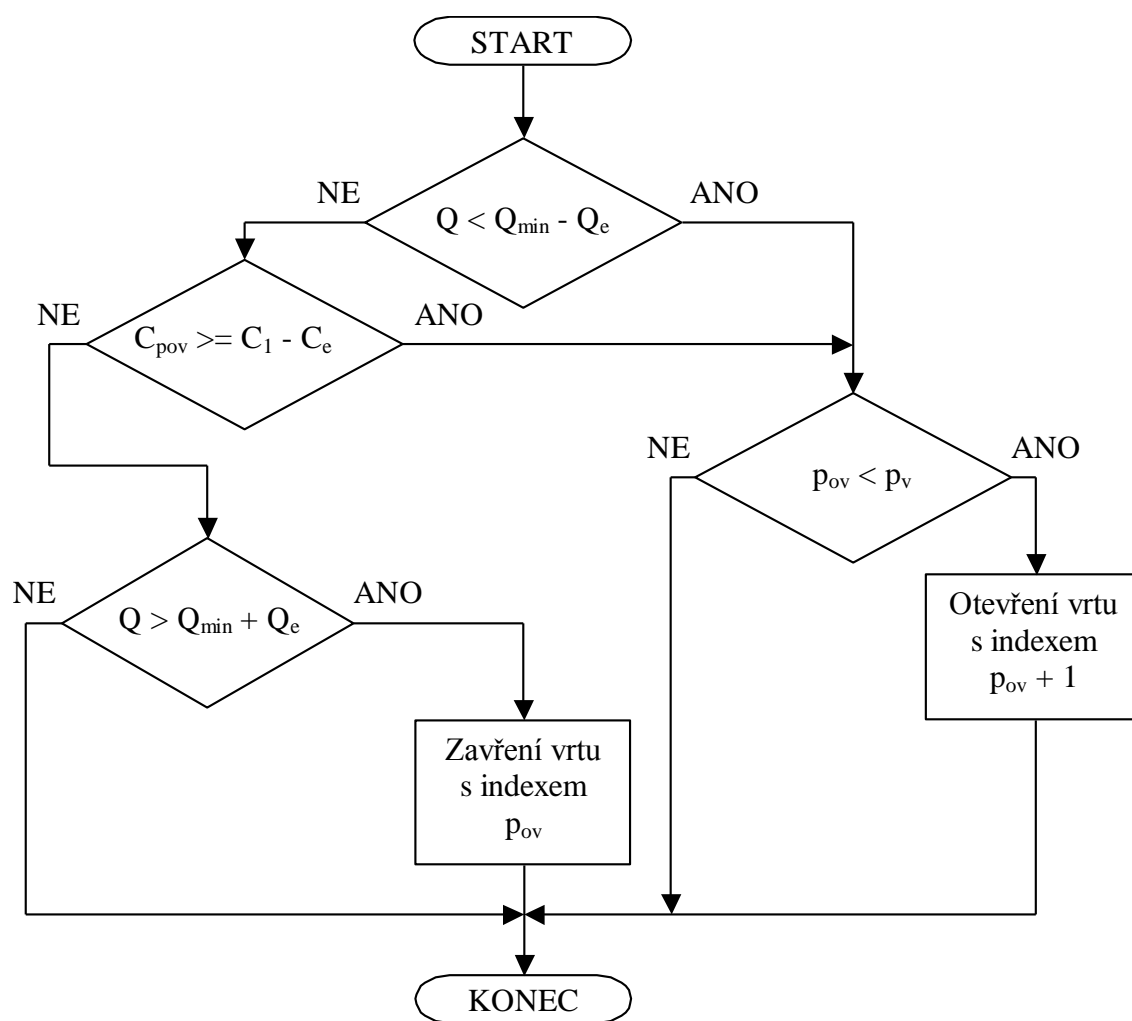 START
NE
ANO
Q < Qmin - Qe
NE
ANO
Cpov >= C1 - Ce
NE
ANO
pov < pv
NE
ANO
Q > Qmin + Qe
Otevření vrtu
s indexem
pov + 1
Zavření vrtu
s indexem
pov
KONEC